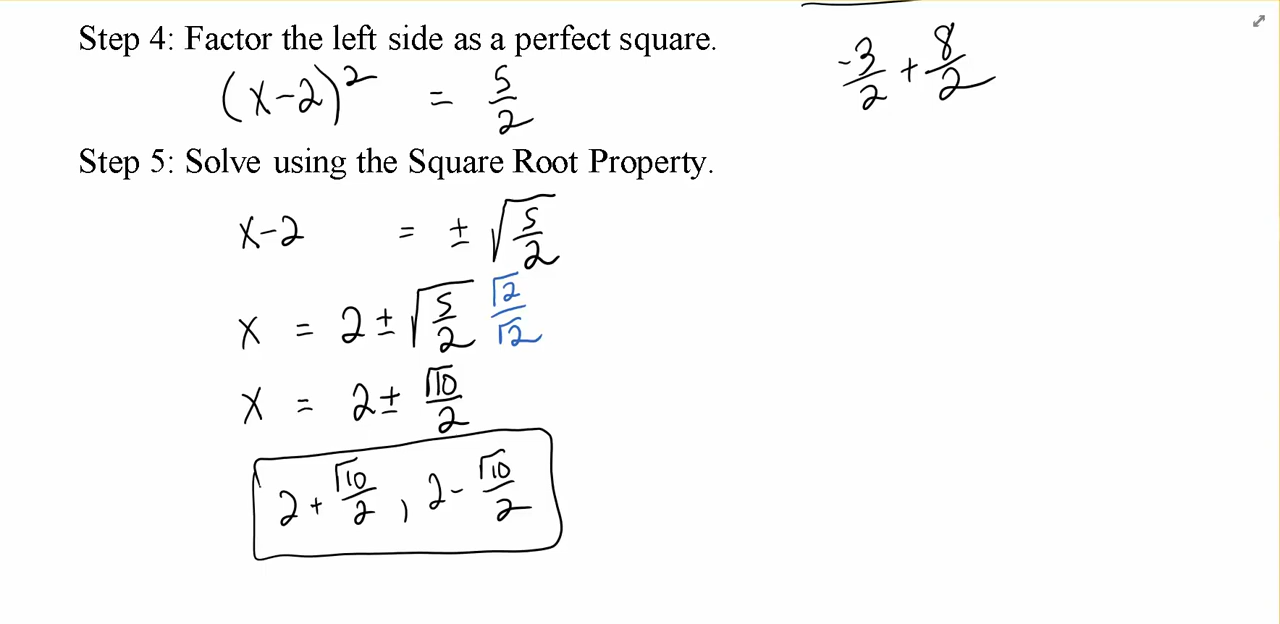 Step 4: Factor the left side as a perfect square.
-3/2 + 8/2
(x-2)² = 5/2
Step 5: Solve using the Square Root Property.
x-2 = ± √(5/2)
x = 2 ± √(5/2) √2/√2
x = 2 ± √10/2
2 + √10/2 , 2 - √10/2